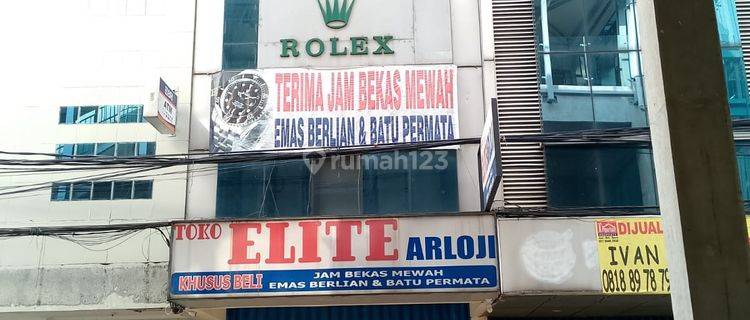 ROLEX
TERIMA JAM BEKAS MEWAH
EMAS BERLIAN & BATU PERMATA
rumah123
TOKO ELITE ARLOJI
KHUSUS BELI
JAM BEKAS MEWAH
EMAS BERLIAN & BATU PERMATA
DIJUAL
IVAN
0818 89 78 79